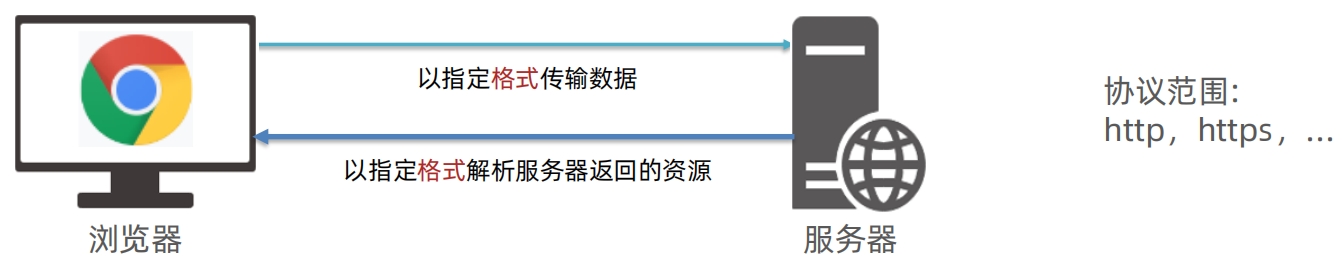 以指定格式传输数据
以指定格式解析服务器返回的资源
浏览器
服务器
协议范围:
http，https，...